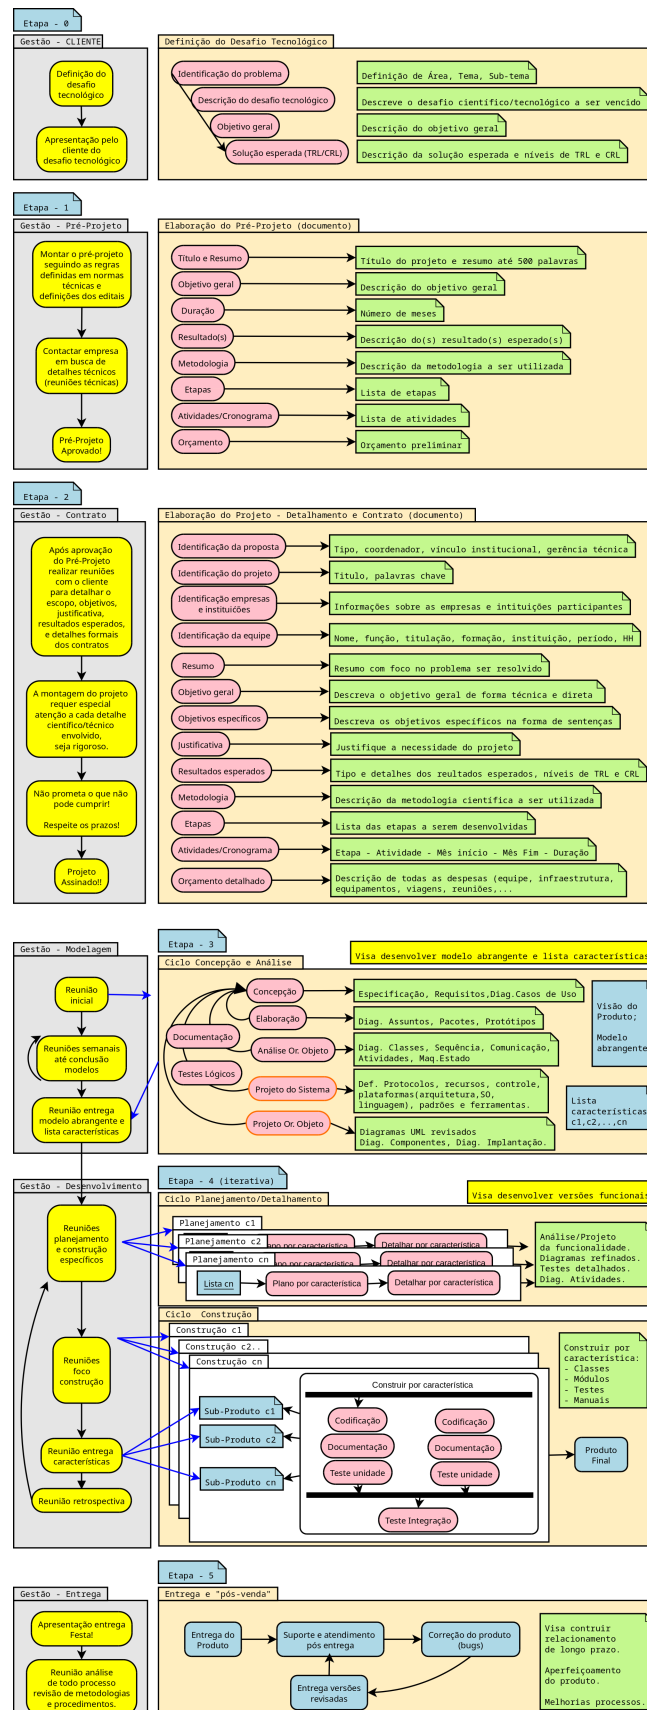 Etapa - 0
Gestão - CLIENTE
Definição do
desafio
tecnológico
Apresentação pelo
cliente do
desafio tecnológico
Definição do Desafio Tecnológico
Identificação do problema
Definição de Área, Tema, Sub-tema
Descrição do desafio tecnológico
Descreve o desafio científico/tecnológico a ser vencido
Objetivo geral
Descrição do objetivo geral
Solução esperada (TRL/CRL)
Descrição da solução esperada e níveis de TRL e CRL
Etapa - 1
Gestão - Pré-Projeto
Montar o pré-projeto
seguindo as regras
definidas em normas
técnicas e
definições dos editais
Contactar empresa
em busca de
detalhes técnicos
(reuniões técnicas)
Pré-Projeto
Aprovado!
Elaboração do Pré-Projeto (documento)
Título e Resumo
Título do projeto e resumo até 500 palavras
Objetivo geral
Descrição do objetivo geral
Duração
Número de meses
Resultado(s)
Descrição do(s) resultado(s) esperado(s)
Metodologia
Descrição da metodologia a ser utilizada
Etapas
Lista de etapas
Atividades/Cronograma
Lista de atividades
Orçamento
Orçamento preliminar
Etapa - 2
Gestão - Contrato
Após aprovação
do Pré-Projeto
realizar reuniões
com o cliente
para detalhar o
escopo, objetivos,
justificativa,
resultados esperados,
e detalhes formais
dos contratos
A montagem do projeto
requer especial
atenção a cada detalhe
científico/técnico
envolvido,
seja rigoroso.
Não prometa o que não
pode cumprir!
Respeite os prazos!
Projeto
Assinado!!
Elaboração do Projeto - Detalhamento e Contrato (documento)
Identificação da proposta
Tipo, coordenador, vínculo institucional, gerência técnica
Identificação do projeto
Título, palavras chave
Identificação empresas
e instituições
Informações sobre as empresas e intituições participantes
Identificação da equipe
Nome, função, titulação, formação, instituição, período, HH
Resumo
Resumo com foco no problema ser resolvido
Objetivo geral
Descreva o objetivo geral de forma técnica e direta
Objetivos específicos
Descreva os objetivos específicos na forma de sentenças
Justificativa
Justifique a necessidade do projeto
Resultados esperados
Tipo e detalhes dos reultados esperados, níveis de TRL e CRL
Metodologia
Descrição da metodologia científica a ser utilizada
Etapas
Lista das etapas a serem desenvolvidas
Atividades/Cronograma
Etapa - Atividade - Mês início - Mês Fim - Duração
Orçamento detalhado
Descrição de todas as despesas (equipe, infraestrutura,
equipamentos, viagens, reuniões,...
Gestão - Modelagem
Reunião
inicial
Reuniões semanais
até conclusão
modelos
Reunião entrega
modelo abrangente e
lista características
Etapa - 3
Visa desenvolver modelo abrangente e lista características
Ciclo Concepção e Análise
Concepção
Especificação, Requisitos,Diag.Casos de Uso
Elaboração
Diag. Assuntos, Pacotes, Protótipos
Documentação
Análise Or. Objeto
Diag. Classes, Sequência, Comunicação,
Atividades, Maq.Estado
Testes Lógicos
Projeto do Sistema
Def. Protocolos, recursos, controle,
plataformas(arquitetura,SO,
linguagem), padrões e ferramentas.
Projeto Or. Objeto
Diagramas UML revisados
Diag. Componentes, Diag. Implantação.
Visão do
Produto;
Modelo
abrangente
Lista
características
c1,c2,..,cn
Gestão - Desenvolvimento
Reuniões
planejamento
e construção
específicos
Reuniões
foco
construção
Reunião entrega
características
Reunião retrospectiva
Etapa - 4 (iterativa)
Visa desenvolver versões funcionais
Ciclo Planejamento/Detalhamento
Planejamento c1
Plano por característica
Detalhar por característica
Planejamento c2
Plano por característica
Detalhar por característica
Planejamento cn
Lista cn
Plano por característica
Detalhar por característica
Análise/Projeto
da funcionalidade.
Diagramas refinados.
Testes detalhados.
Diag. Atividades.
Ciclo  Construção
Construção c1
Construção c2..
Construção cn
Sub-Produto c1
Sub-Produto c2
Sub-Produto cn
Construir por característica
Codificação
Documentação
Teste unidade
Codificação
Documentação
Teste unidade
Teste Integração
Construir por
característica:
- Classes
- Módulos
- Testes
- Manuais
Produto
Final
Gestão - Entrega
Apresentação entrega
Festa!
Reunião análise
de todo processo
revisão de metodologias
e procedimentos.
Etapa - 5
Entrega e "pós-venda"
Entrega do
Produto
Suporte e atendimento
pós entrega
Correção do produto
(bugs)
Entrega versões
revisadas
Visa contruir
relacionamento
de longo prazo.
Aperfeiçoamento
do produto.
Melhorias processos.